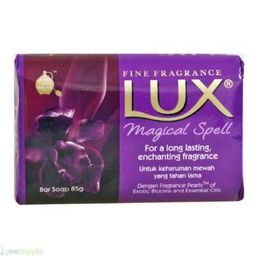 FINE FRAGRANCE
LUX®
Magical Spell
For a long lasting,
enchanting fragrance
Untuk keharuman mewah
yang tahan lama
Dengan Fragrance Pearls™ of
Exotic Blooms and Essential Oils
Bar Soap 85g